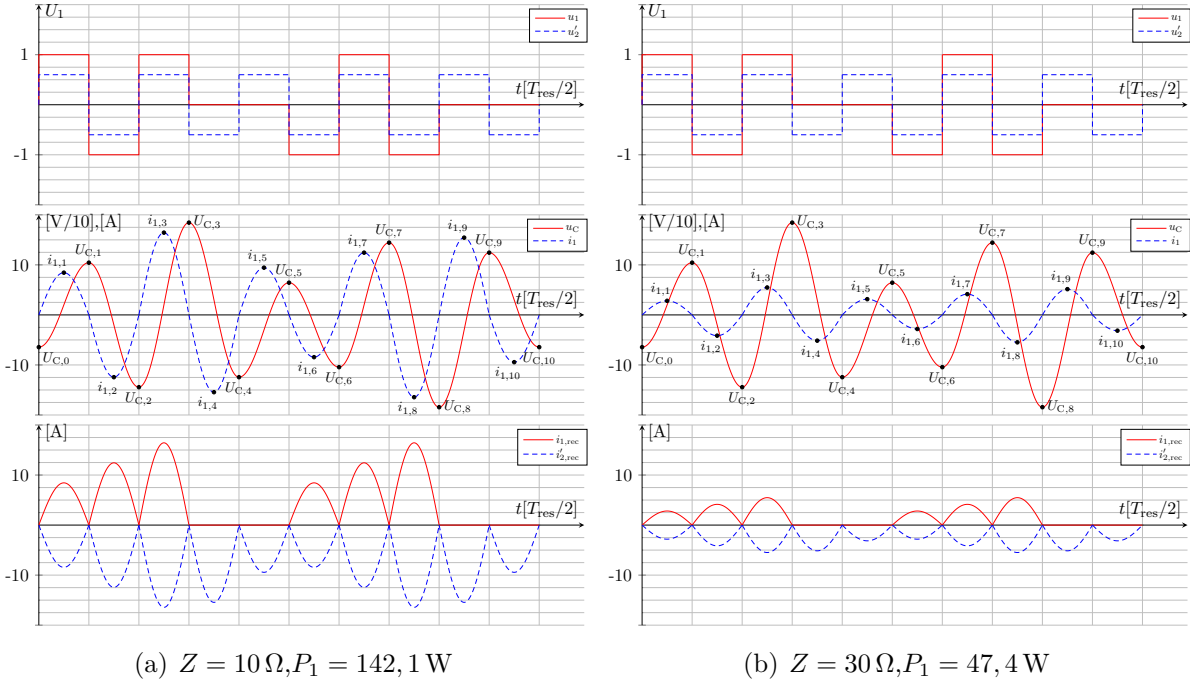 U1
u1
u′2
1
t[Tres/2]
-1
[V/10],[A]
uC
i1
10
-10
t[Tres/2]
UC,0
i1,1
UC,1
i1,2
UC,2
i1,3
UC,3
i1,4
UC,4
i1,5
UC,5
i1,6
UC,6
i1,7
UC,7
i1,8
UC,8
i1,9
UC,9
i1,10
UC,10
[A]
i1,rec
i′2,rec
10
t[Tres/2]
-10
(a) Z = 10 Ω,P1 = 142, 1 W
U1
u1
u′2
1
t[Tres/2]
-1
[V/10],[A]
uC
i1
10
-10
t[Tres/2]
UC,0
i1,1
UC,1
i1,2
UC,2
i1,3
UC,3
i1,4
UC,4
i1,5
UC,5
i1,6
UC,6
i1,7
UC,7
i1,8
UC,8
i1,9
UC,9
i1,10
UC,10
[A]
i1,rec
i′2,rec
10
t[Tres/2]
-10
(b) Z = 30 Ω,P1 = 47, 4 W